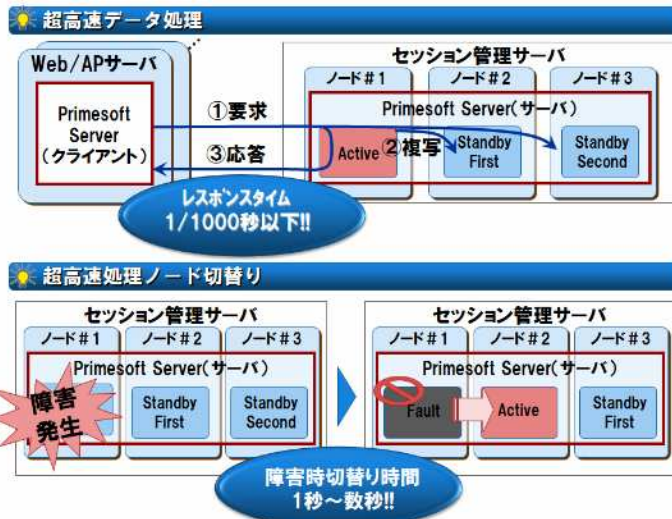 超高速データ処理
Web/APサーバ
Primesoft
Server
(クライアント)
①要求
③応答
セッション管理サーバ
ノード#1
ノード#2
ノード#3
Primesoft Server(サーバ)
Active
②複写
Standby
First
Standby
Second
レスポンスタイム
1/1000秒以下!!
超高速処理ノード切替り
セッション管理サーバ
ノード#1
ノード#2
ノード#3
Primesoft Server(サーバ)
障害
発生
Standby
First
Standby
Second
セッション管理サーバ
ノード#1
ノード#2
ノード#3
Primesoft Server(サーバ)
Fault
Active
Standby
First
障害時切替り時間
1秒～数秒!!